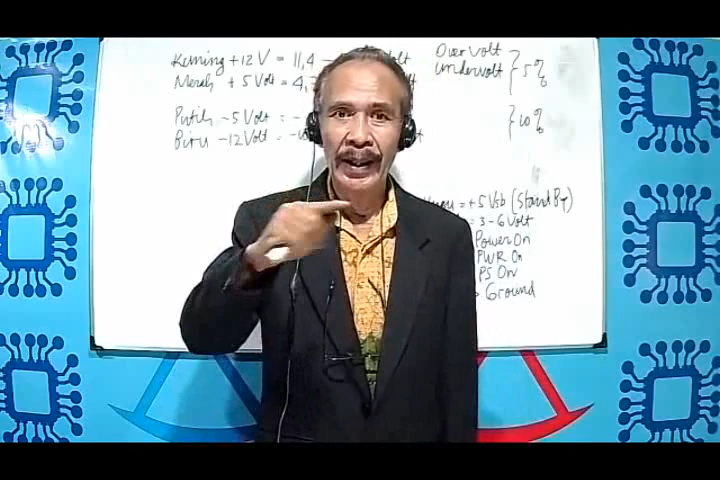 Kuning +12 V = 11,4 - Volt
Merah + 5 Volt = 4,
Over Volt
Undervolt
5%
Putih -5 Volt = -
Biru -12 Volt = -
10%
= +5 Vsb (Stand By)
= 3-6 Volt
Power On
PWR On
PS On
Ground